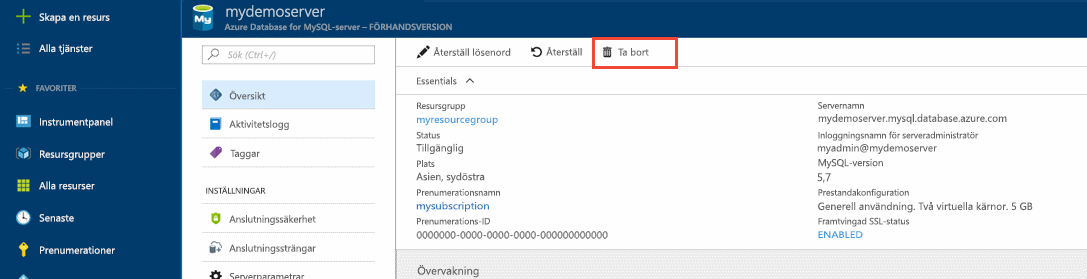 Skapa en resurs
Alla tjänster
FAVORITER
Instrumentpanel
Resursgrupper
Alla resurser
Senaste
Prenumerationer
My
mydemoserver
Azure Database for MySQL-server – FÖRHANDSVERSION
Sök (Ctrl+/)
Översikt
Aktivitetslogg
Taggar
INSTÄLLNINGAR
Anslutningssäkerhet
Anslutningssträngar
Serverparametrar
Återställ lösenord
Återställ
Ta bort
Essentials
Resursgrupp
myresourcegroup
Status
Tillgänglig
Plats
Asien, sydöstra
Prenumerationsnamn
mysubscription
Prenumerations-ID
0000000-0000-0000-0000-000000000000
Servernamn
mydemoserver.mysql.database.azure.com
Inloggningsnamn för serveradministratör
myadmin@mydemoserver
MySQL-version
5,7
Prestandakonfiguration
Generell användning. Två virtuella kärnor. 5 GB
Framtvingad SSL-status
ENABLED
Övervakning